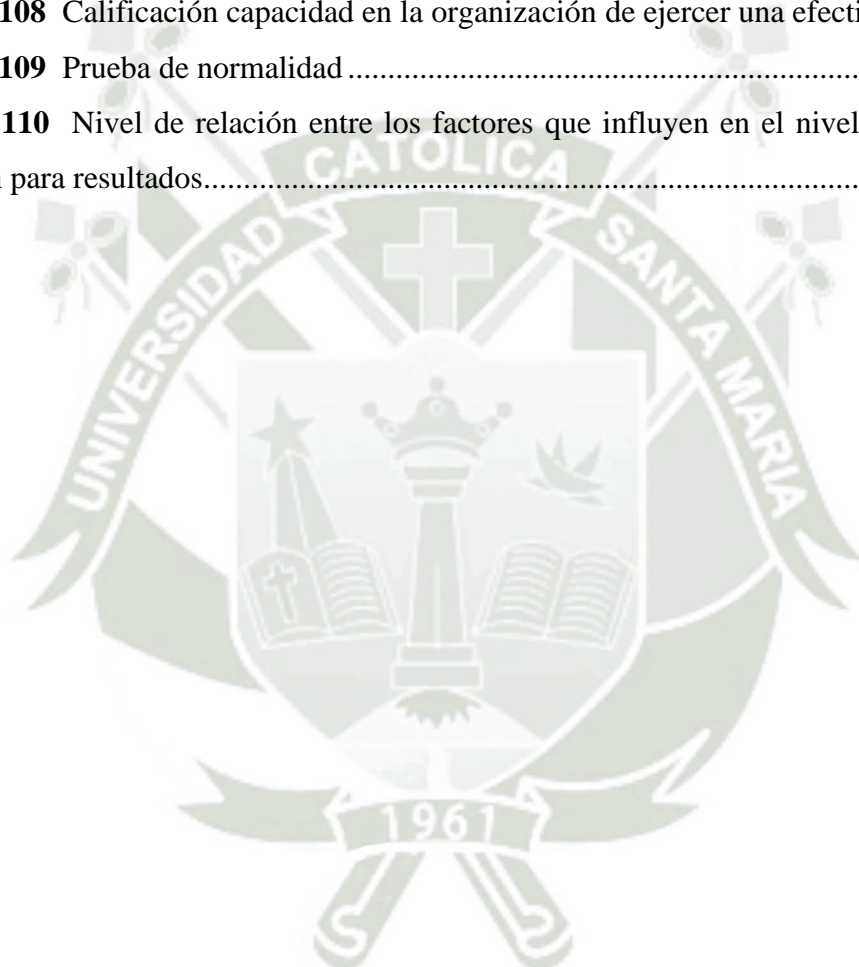 108 Calificación capacidad en la organización de ejercer una efecti
109 Prueba de normalidad ................................................................
110 Nivel de relación entre los factores que influyen en el nivel
para resultados.................................................................................
UNIVERSIDAD CATOLICA SANTA MARIA
1961